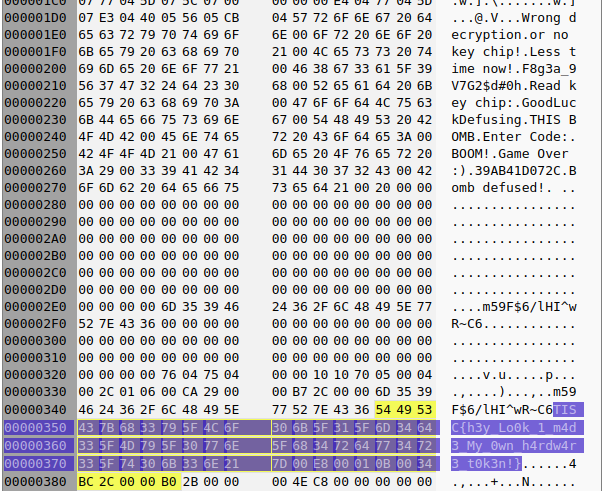 000001C0 07 77 04 5D 07 5C 07 00 00 00 00 E4 04 77 04 5D .w.].\.......w.]
000001D0 07 E3 04 40 05 56 05 CB 04 57 72 6F 6E 67 20 64 ...@.V...Wrong d
000001E0 65 63 72 79 70 74 69 6F 6E 00 6F 72 20 6E 6F 20 ecryption.or no 
000001F0 6B 65 79 20 63 68 69 70 21 00 4C 65 73 73 20 74 key chip!.Less t
00000200 69 6D 65 20 6E 6F 77 21 00 46 38 67 33 61 5F 39 ime now!.F8g3a_9
00000210 56 37 47 32 24 64 23 30 68 00 52 65 61 64 20 6B V7G2$d#0h.Read k
00000220 65 79 20 63 68 69 70 3A 00 47 6F 6F 64 4C 75 63 ey chip:.GoodLuc
00000230 6B 44 65 66 75 73 69 6E 67 00 54 48 49 53 20 42 kDefusing.THIS B
00000240 4F 4D 42 00 45 6E 74 65 72 20 43 6F 64 65 3A 00 OMB.Enter Code:.
00000250 42 4F 4F 4D 21 00 47 61 6D 65 20 4F 76 65 72 20 BOOM!.Game Over 
00000260 3A 29 00 33 39 41 42 34 31 44 30 37 32 43 00 42 :).39AB41D072C.B
00000270 6F 6D 62 20 64 65 66 75 73 65 64 21 00 20 00 00 omb defused!. ..
00000280 00 00 00 00 00 00 00 00 00 00 00 00 00 00 00 00 ................
00000290 00 00 00 00 00 00 00 00 00 00 00 00 00 00 00 00 ................
000002A0 00 00 00 00 00 00 00 00 00 00 00 00 00 00 00 00 ................
000002B0 00 00 00 00 00 00 00 00 00 00 00 00 00 00 00 00 ................
000002C0 00 00 00 00 00 00 00 00 00 00 00 00 00 00 00 00 ................
000002D0 00 00 00 00 00 00 00 00 00 00 00 00 00 00 00 00 ................
000002E0 00 00 00 00 6D 35 39 46 24 36 2F 6C 48 49 5E 77 ....m59F$6/lHI^w
000002F0 52 7E 43 36 00 00 00 00 00 00 00 00 00 00 00 00 R~C6............
00000300 00 00 00 00 00 00 00 00 00 00 00 00 00 00 00 00 ................
00000310 00 00 00 00 00 00 00 00 00 00 00 00 00 00 00 00 ................
00000320 00 00 00 00 76 04 75 04 00 00 10 10 70 05 00 04 ....v.u.....p...
00000330 00 2C 01 06 00 CA 29 00 00 B7 2C 00 00 6D 35 39 .,....)...,..m59
00000340 46 24 36 2F 6C 48 49 5E 77 52 7E 43 36 54 49 53 F$6/lHI^wR~C6TIS
00000350 43 7B 68 33 79 5F 4C 6F 30 6B 5F 31 5F 6D 34 64 C{h3y_Lo0k_1_m4d
00000360 33 5F 4D 79 5F 30 77 6E 5F 68 34 72 64 77 34 72 3_My_0wn_h4rdw4r
00000370 33 5F 74 30 6B 33 6E 21 7D 00 E8 00 01 0B 00 34 3_t0k3n!}......4
00000380 BC 2C 00 00 B0 2B 00 00 00 4E C8 00 00 00 00 00 .,...+...N......